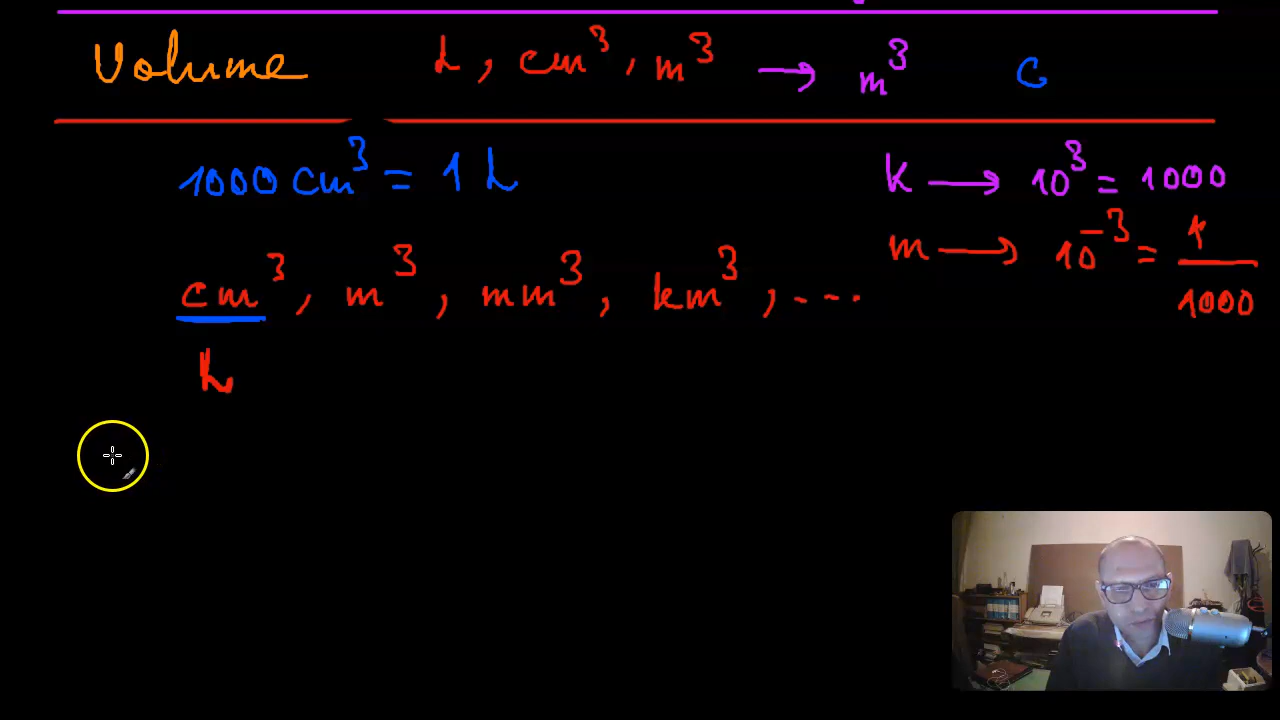 Volume L, cm³, m³ → m³ C
1000 cm³ = 1 L
k → 10³ = 1000
m → 10⁻³ = 1/1000
cm³, m³, mm³, km³, ...
L